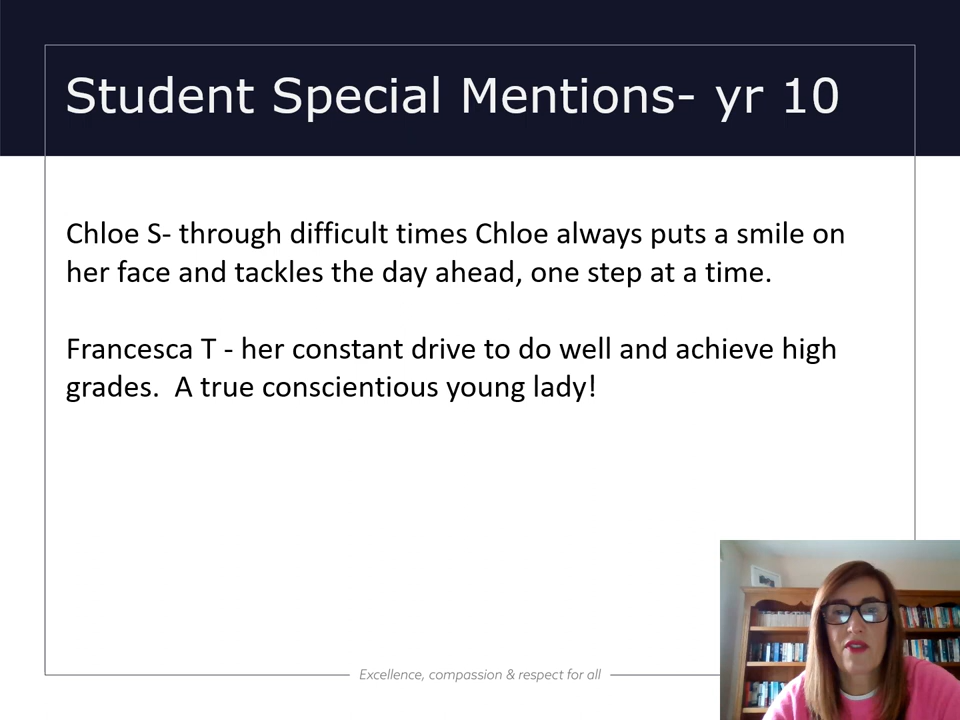 Student Special Mentions- yr 10
Chloe S- through difficult times Chloe always puts a smile on
her face and tackles the day ahead, one step at a time.
Francesca T - her constant drive to do well and achieve high
grades.  A true conscientious young lady!
Excellence, compassion & respect for all